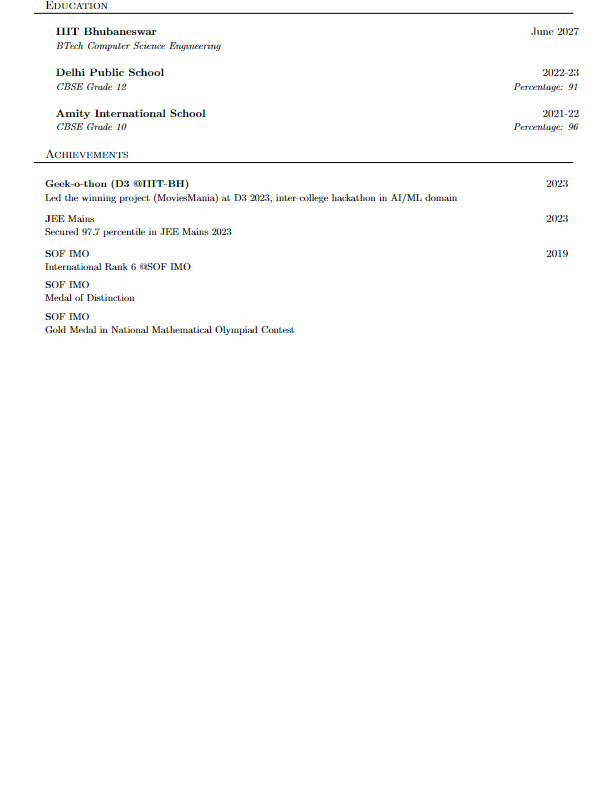 Education
IIIT Bhubaneswar June 2027
BTech Computer Science Engineering
Delhi Public School 2022-23
CBSE Grade 12 Percentage: 91
Amity International School 2021-22
CBSE Grade 10 Percentage: 96
Achievements
Geek-o-thon (D3 @IIIT-BH) 2023
Led the winning project (MoviesMania) at D3 2023, inter-college hackathon in AI/ML domain
JEE Mains 2023
Secured 97.7 percentile in JEE Mains 2023
SOF IMO 2019
International Rank 6 @SOF IMO
SOF IMO
Medal of Distinction
SOF IMO
Gold Medal in National Mathematical Olympiad Contest